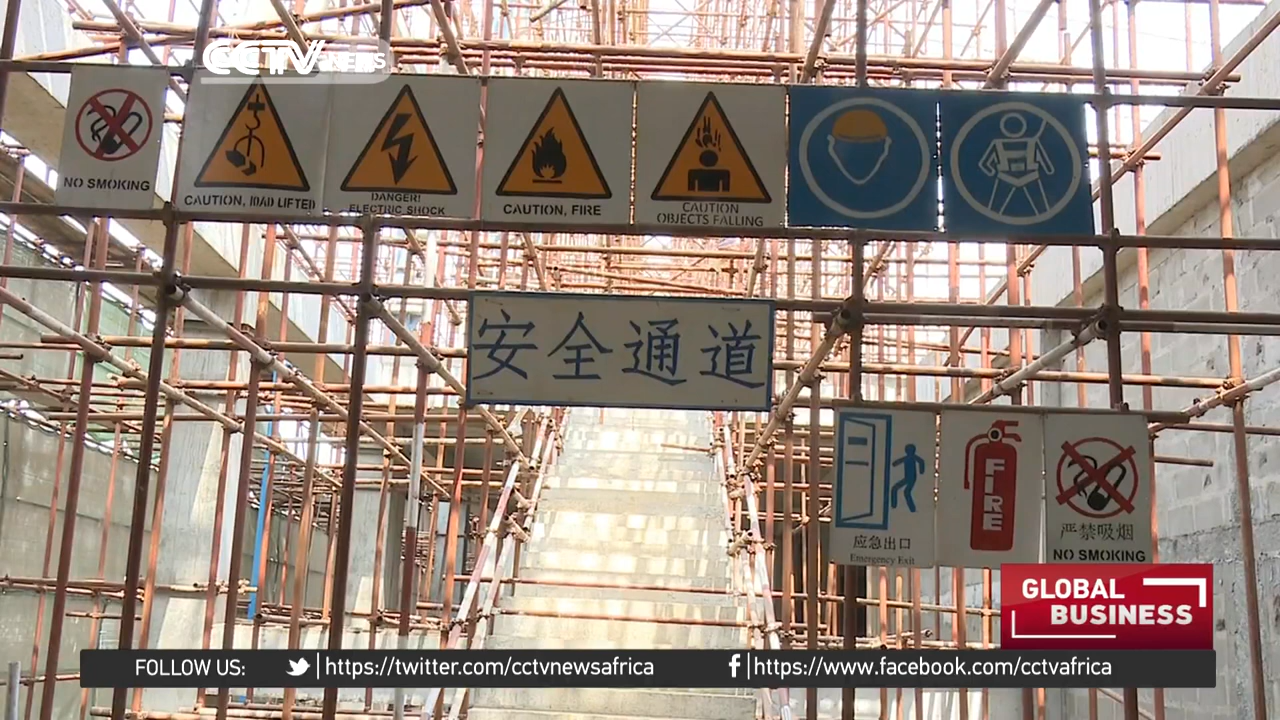 CCTV NEWS
NO SMOKING
CAUTION, LOAD LIFTED
DANGER!
ELECTRIC SHOCK
CAUTION, FIRE
CAUTION
OBJECTS FALLING
安全通道
应急出口
Emergency Exit
FIRE
严禁吸烟
NO SMOKING
GLOBAL
BUSINESS
FOLLOW US: https://twitter.com/cctvnewsafrica f https://www.facebook.com/cctvafrica